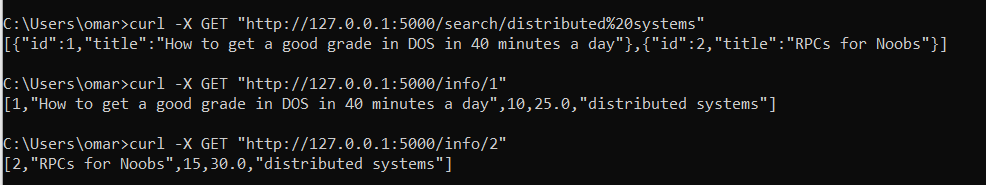 C:\Users\omar>curl -X GET "http://127.0.0.1:5000/search/distributed%20systems"
[{"id":1,"title":"How to get a good grade in DOS in 40 minutes a day"},{"id":2,"title":"RPCs for Noobs"}]
C:\Users\omar>curl -X GET "http://127.0.0.1:5000/info/1"
[1,"How to get a good grade in DOS in 40 minutes a day",10,25.0,"distributed systems"]
C:\Users\omar>curl -X GET "http://127.0.0.1:5000/info/2"
[2,"RPCs for Noobs",15,30.0,"distributed systems"]